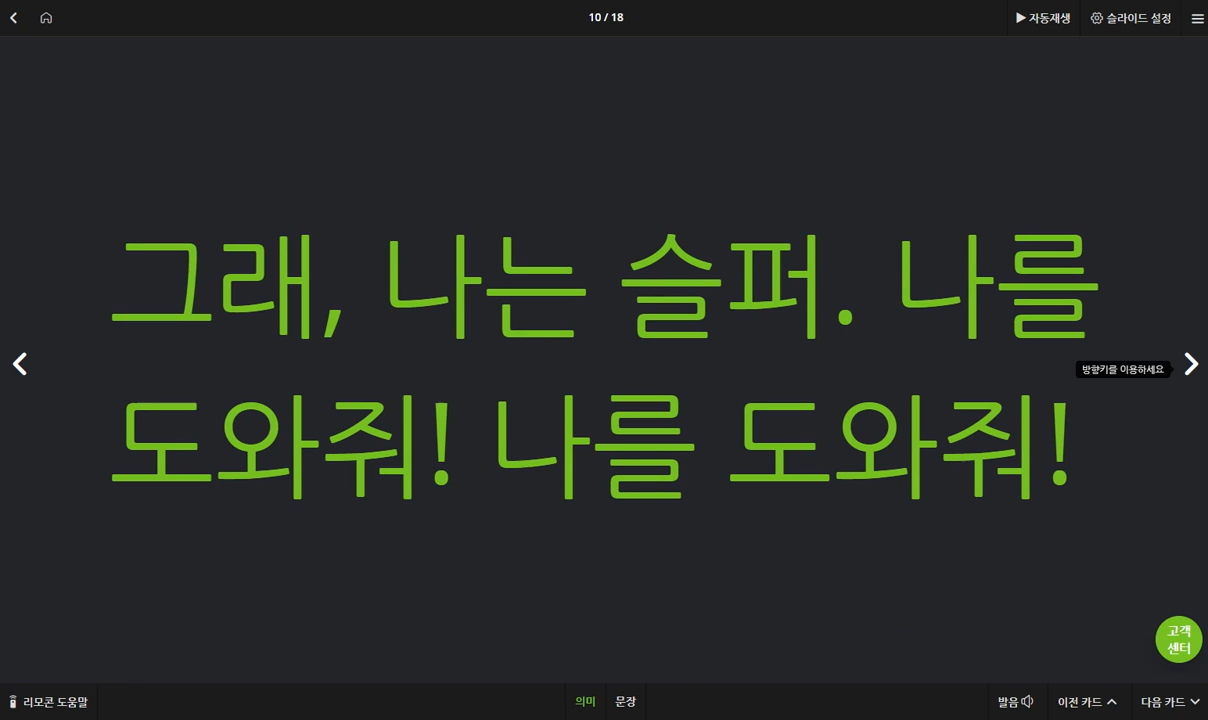 10 / 18
자동재생
슬라이드 설정
그래, 나는 슬퍼. 나를
도와줘! 나를 도와줘!
방향키를 이용하세요
고객
센터
리모콘 도움말
의미
문장
발음
이전 카드
다음 카드